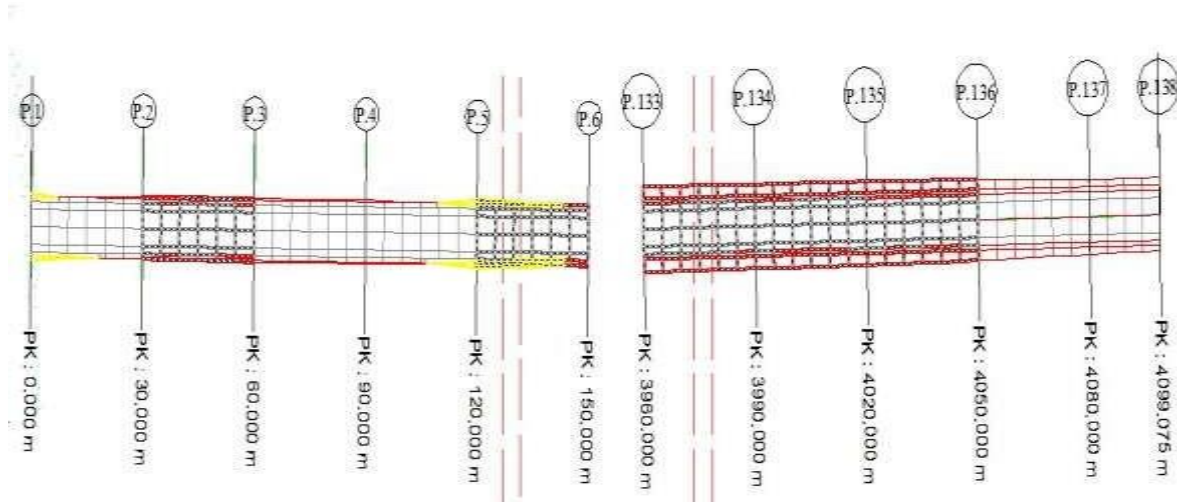 P.1
P.2
P.3
P.4
P.5
P.6
P.133
P.134
P.135
P.136
P.137
P.138
PK : 0.000 m
PK : 30,000 m
PK : 60,000 m
PK : 90,000 m
PK : 120,000 m
PK : 150,000 m
PK : 3960,000 m
PK : 3990,000 m
PK : 4020,000 m
PK : 4050,000 m
PK : 4080,000 m
PK : 4099.075 m